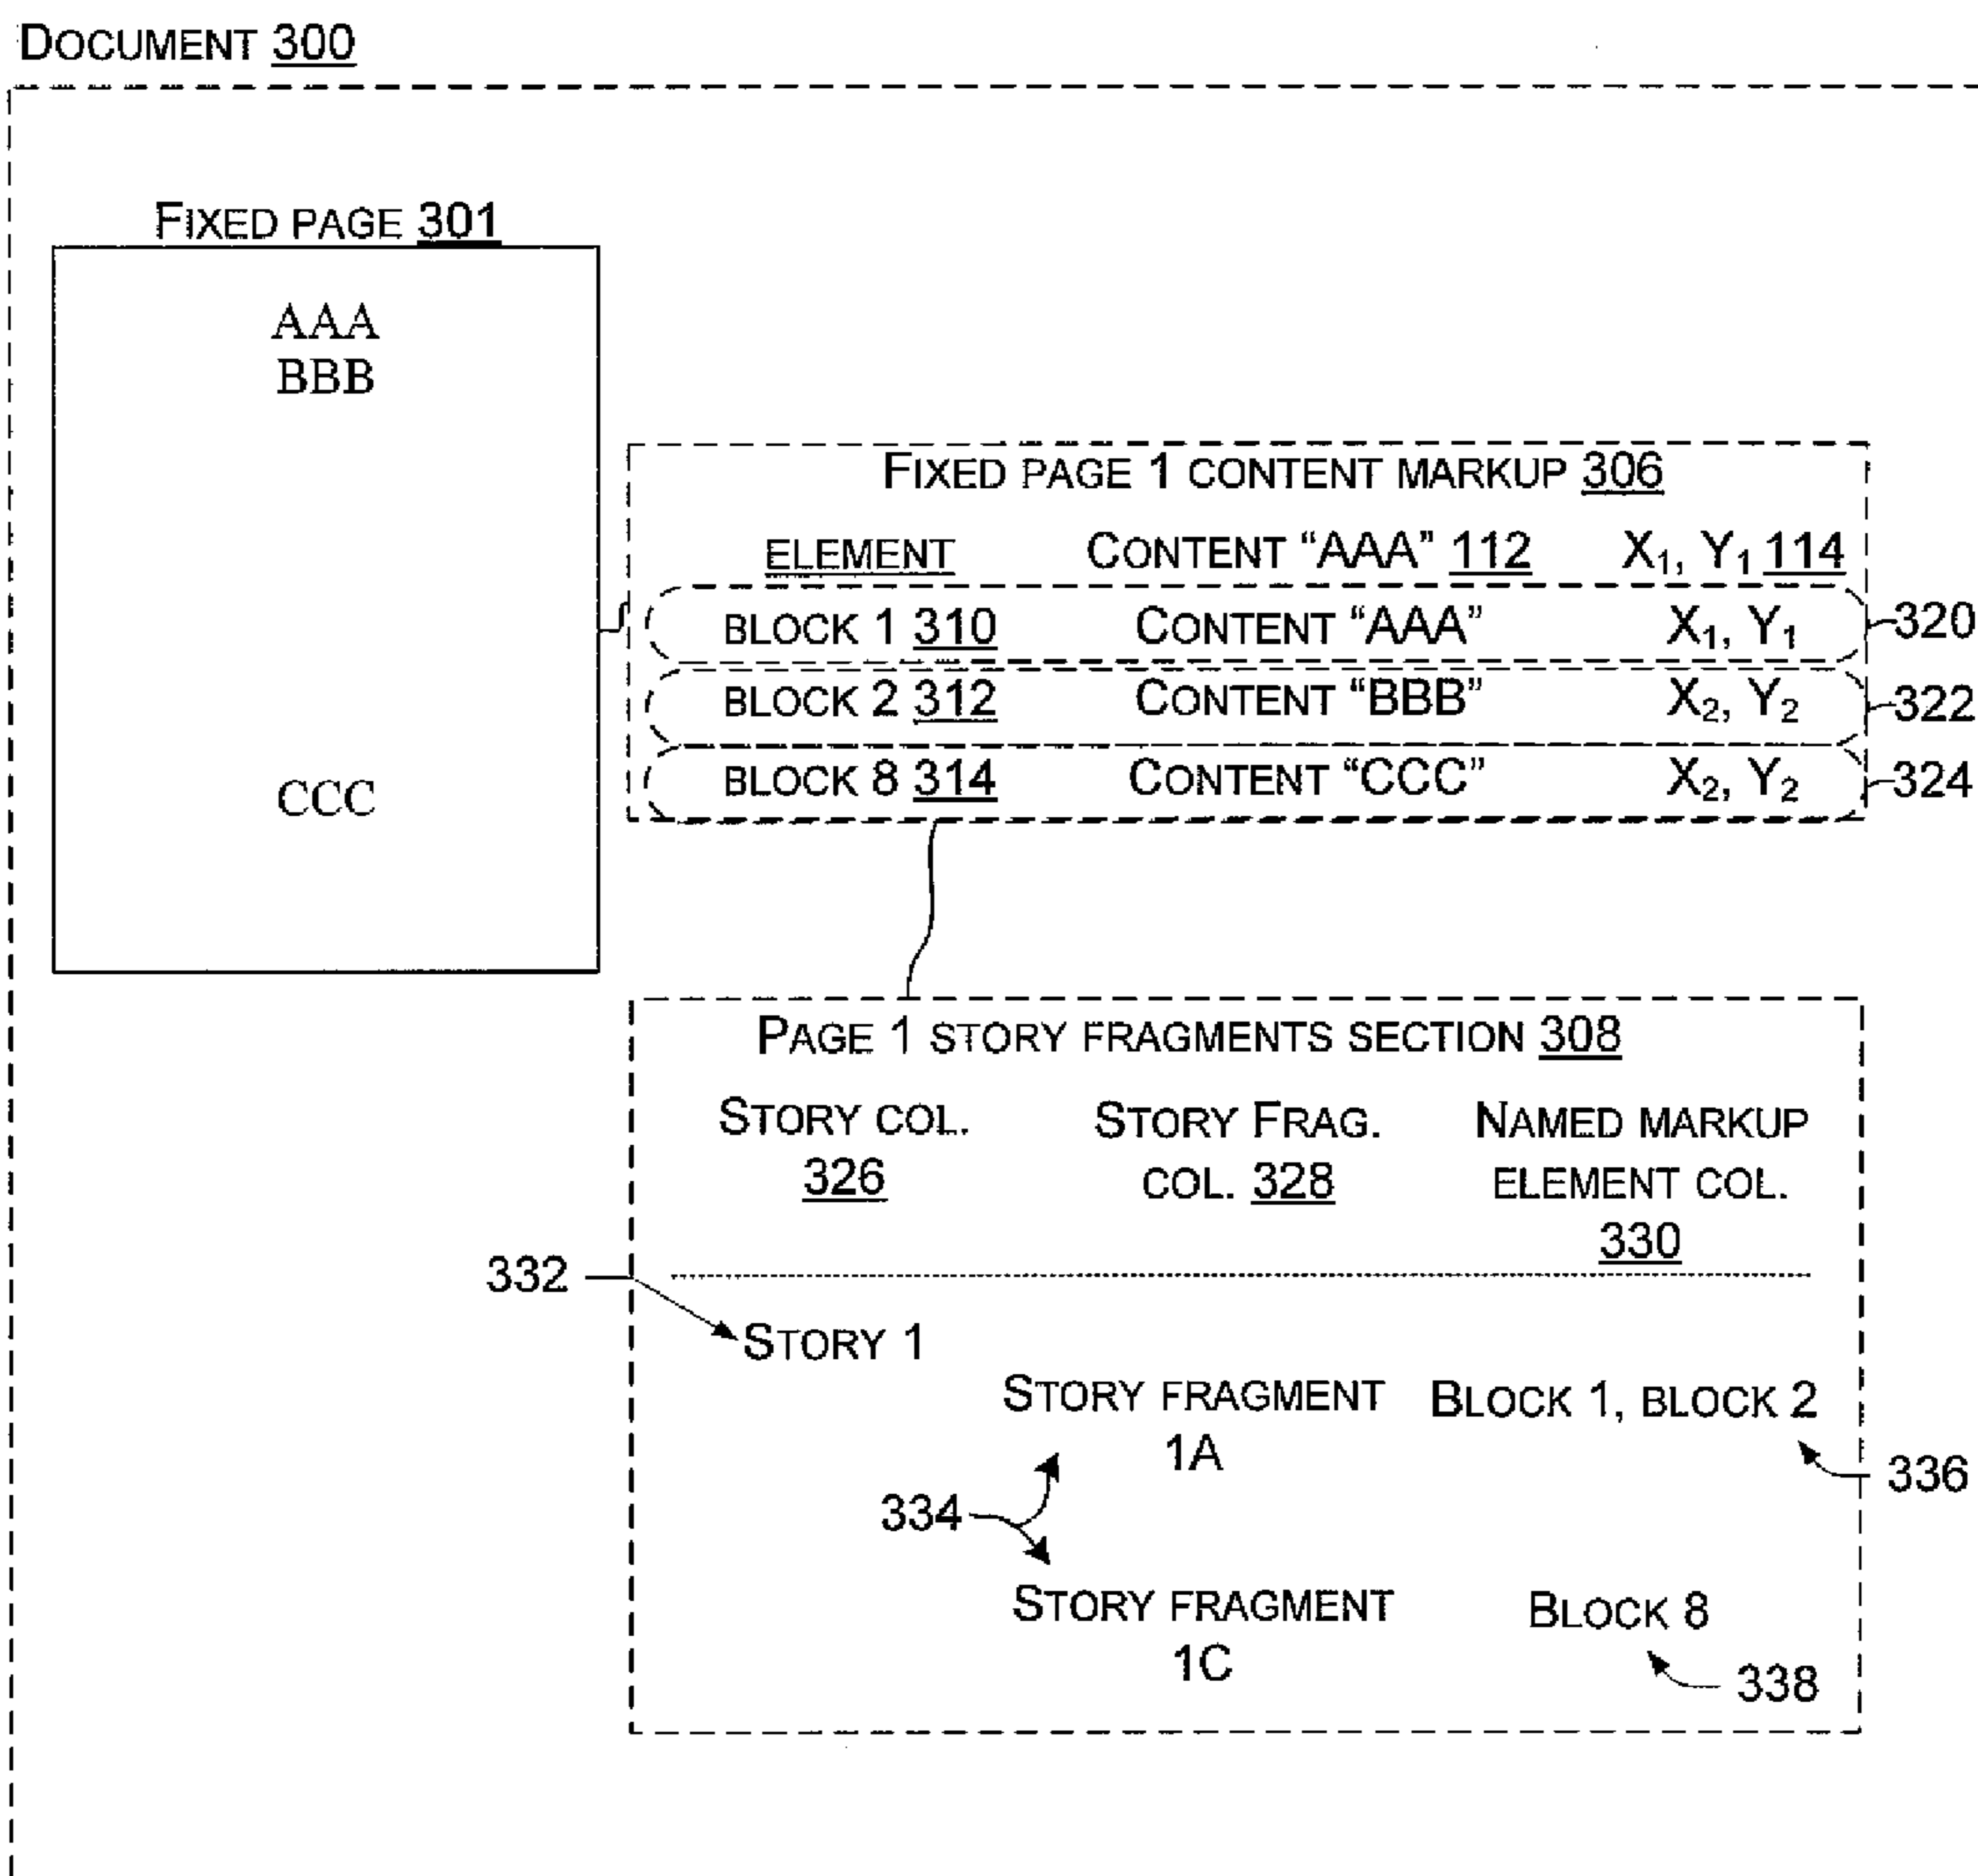 DOCUMENT 300
FIXED PAGE 301
AAA
BBB
CCC
FIXED PAGE 1 CONTENT MARKUP 306
ELEMENT CONTENT “AAA” 112 X₁, Y₁ 114
BLOCK 1 310 CONTENT “AAA” X₁, Y₁ 320
BLOCK 2 312 CONTENT “BBB” X₂, Y₂ 322
BLOCK 8 314 CONTENT “CCC” X₂, Y₂ 324
PAGE 1 STORY FRAGMENTS SECTION 308
STORY COL. STORY FRAG. NAMED MARKUP
326 COL. 328 ELEMENT COL.
330
332
STORY 1
STORY FRAGMENT BLOCK 1, BLOCK 2
1A
336
334
STORY FRAGMENT BLOCK 8
1C
338